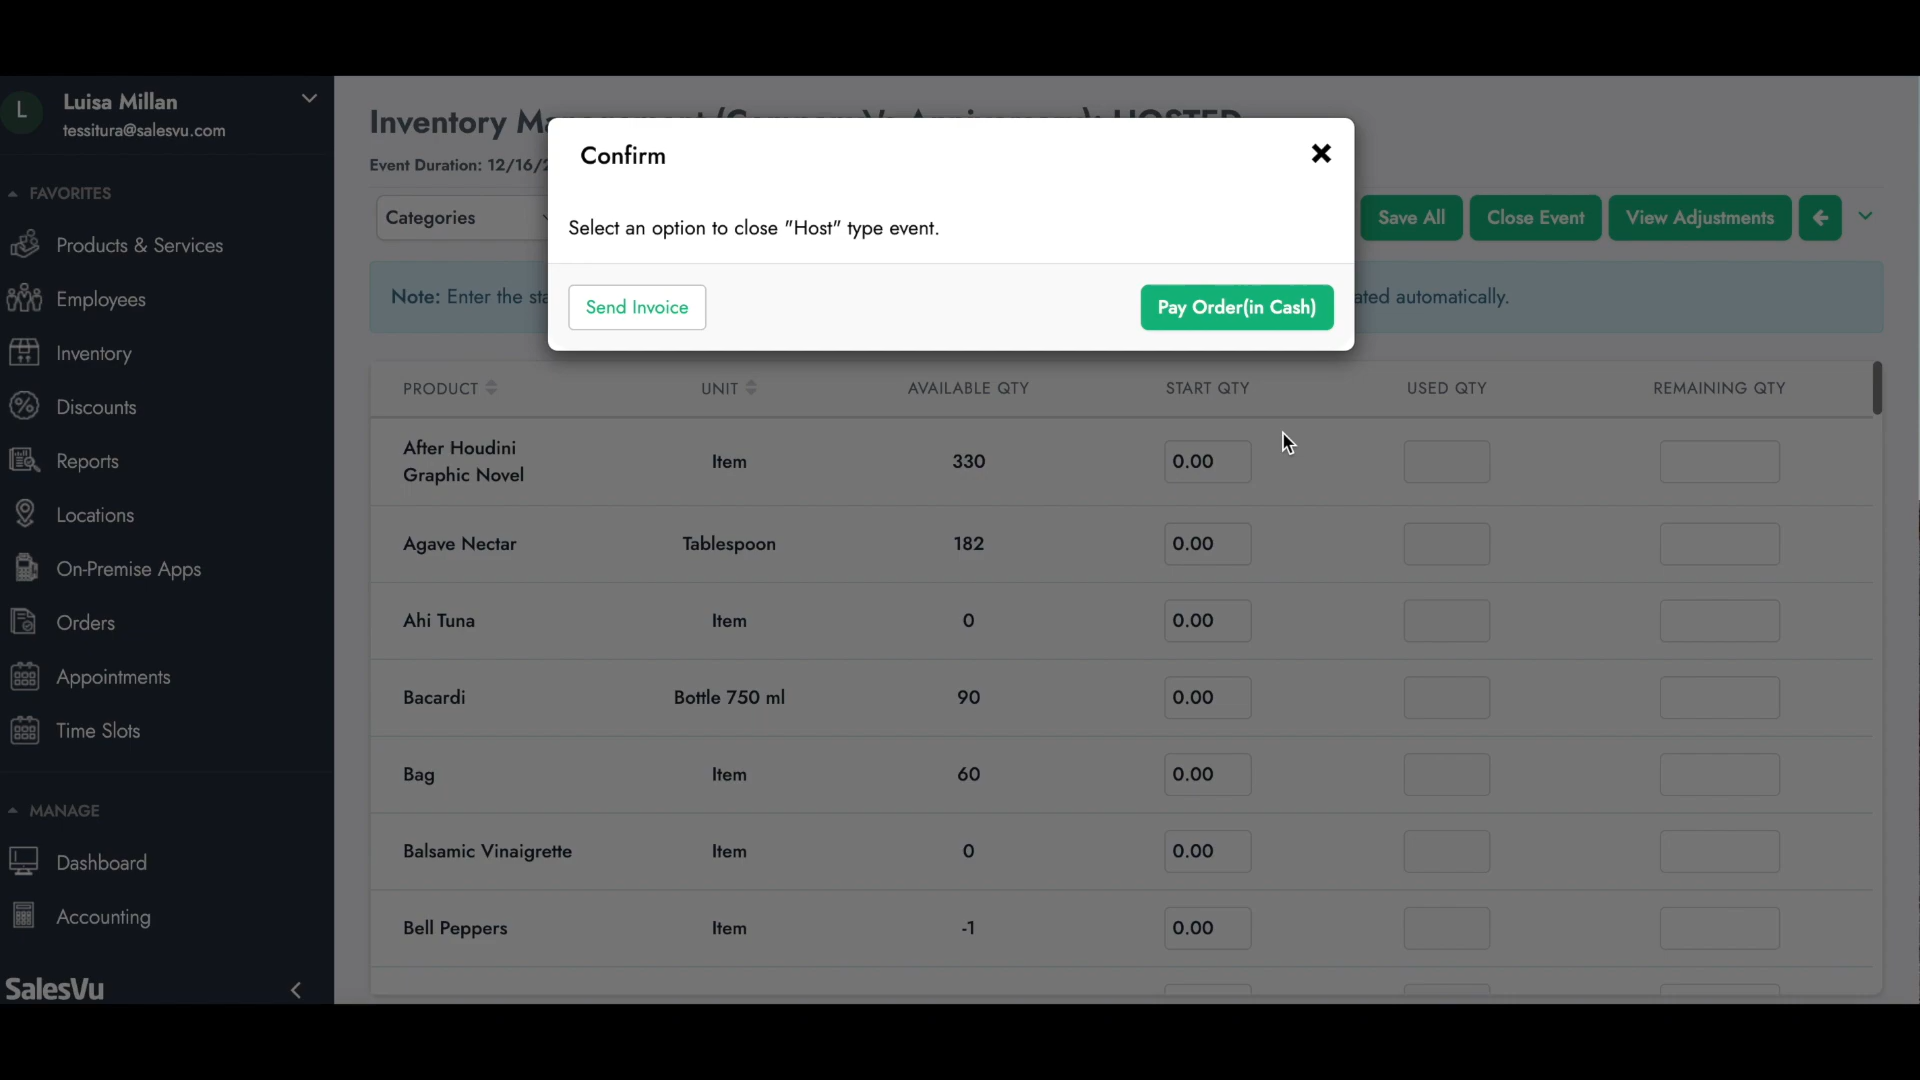 L
Luisa Millan
tessitura@salesvu.com
FAVORITES
Products & Services
Employees
Inventory
Discounts
Reports
Locations
On-Premise Apps
Orders
Appointments
Time Slots
MANAGE
Dashboard
Accounting
SalesVu
Inventory
HOSTED
Event Duration: 12/16/
Categories
Save All
Close Event
View Adjustments
Note: Enter the
automatically.
Confirm
Select an option to close "Host" type event.
Send Invoice
Pay Order(in Cash)
PRODUCT UNIT AVAILABLE QTY START QTY USED QTY REMAINING QTY
After Houdini
Graphic Novel Item 330 0.00
Agave Nectar Tablespoon 182 0.00
Ahi Tuna Item 0 0.00
Bacardi Bottle 750 ml 90 0.00
Bag Item 60 0.00
Balsamic Vinaigrette Item 0 0.00
Bell Peppers Item -1 0.00